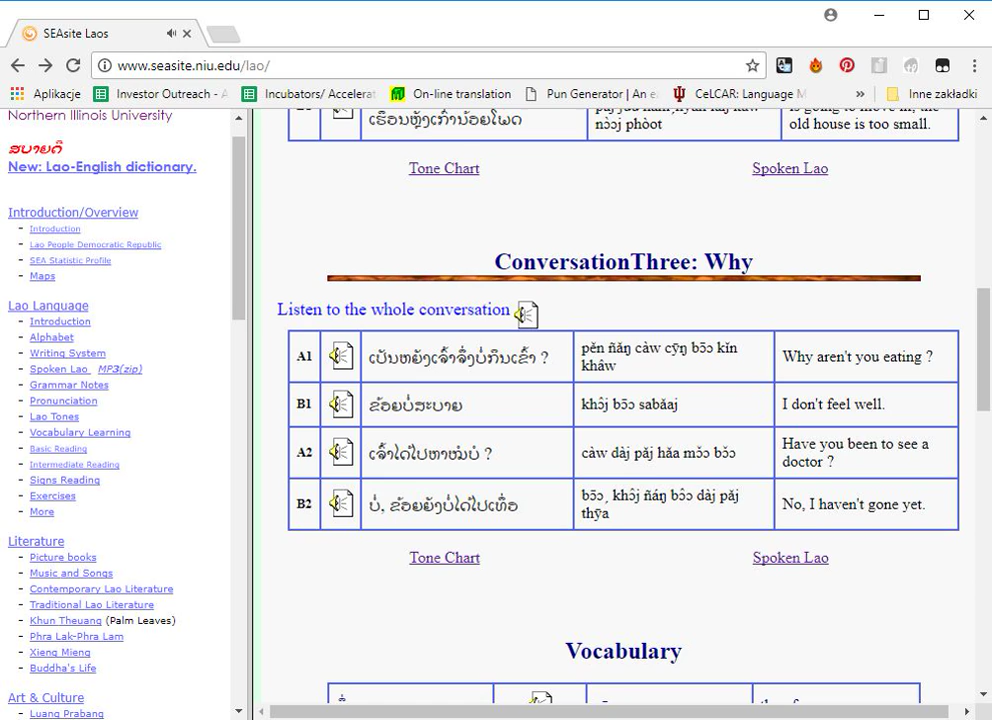 SEAsite Laos
www.seasite.niu.edu/lao/
Aplikacje
Investor Outreach -
Incubators/ Accelerat
On-line translation
Pun Generator | An e
CeLCAR: Language M
»
Inne zakładki
Northern Illinois University
ສະບາຍດີ
New: Lao-English dictionary.
Introduction/Overview
- Introduction
- Lao People Democratic Republic
- SEA Statistic Profile
- Maps
Lao Language
- Introduction
- Alphabet
- Writing System
- Spoken Lao MP3(zip)
- Grammar Notes
- Pronunciation
- Lao Tones
- Vocabulary Learning
- Basic Reading
- Intermediate Reading
- Signs Reading
- Exercises
- More
Literature
- Picture books
- Music and Songs
- Contemporary Lao Literature
- Traditional Lao Literature
- Khun Theuang (Palm Leaves)
- Phra Lak-Phra Lam
- Xieng Mieng
- Buddha's Life
Art & Culture
- Luang Prabang
ເຮືອນຫຼັງເກົ່ານ້ອຍໂພດ
nɔ̂ɔj phòot
old house is too small.
Tone Chart
Spoken Lao
ConversationThree: Why
Listen to the whole conversation
A1
ເປັນຫຍັງເຈົ້າຈຶ່ງບໍ່ກິນເຂົ້າ ?
pĕn ñăŋ càw cȳŋ bɔ̄ɔ kĭn
khâw
Why aren't you eating ?
B1
ຂ້ອຍບໍ່ສະບາຍ
khɔ̂j bɔ̄ɔ sabăaj
I don't feel well.
A2
ເຈົ້າໄດ້ໄປຫາໝໍບໍ ?
càw dàj păj hăa mɔ̆ɔ bɔ̆ɔ
Have you been to see a
doctor ?
B2
ບໍ່, ຂ້ອຍຍັງບໍ່ໄດ້ໄປເທື່ອ
bɔ̄ɔ, khɔ̂j ñáŋ bɔ̄ɔ dàj păj
thȳa
No, I haven't gone yet.
Tone Chart
Spoken Lao
Vocabulary